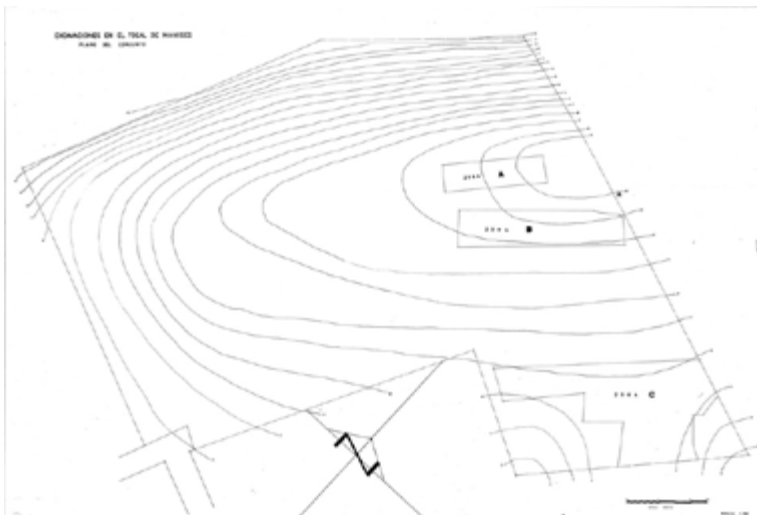 EXCAVACIONES EN EL TOSAL DE MANISES
PLANO DEL CONJUNTO
ZONA A
ZONA B
ZONA C